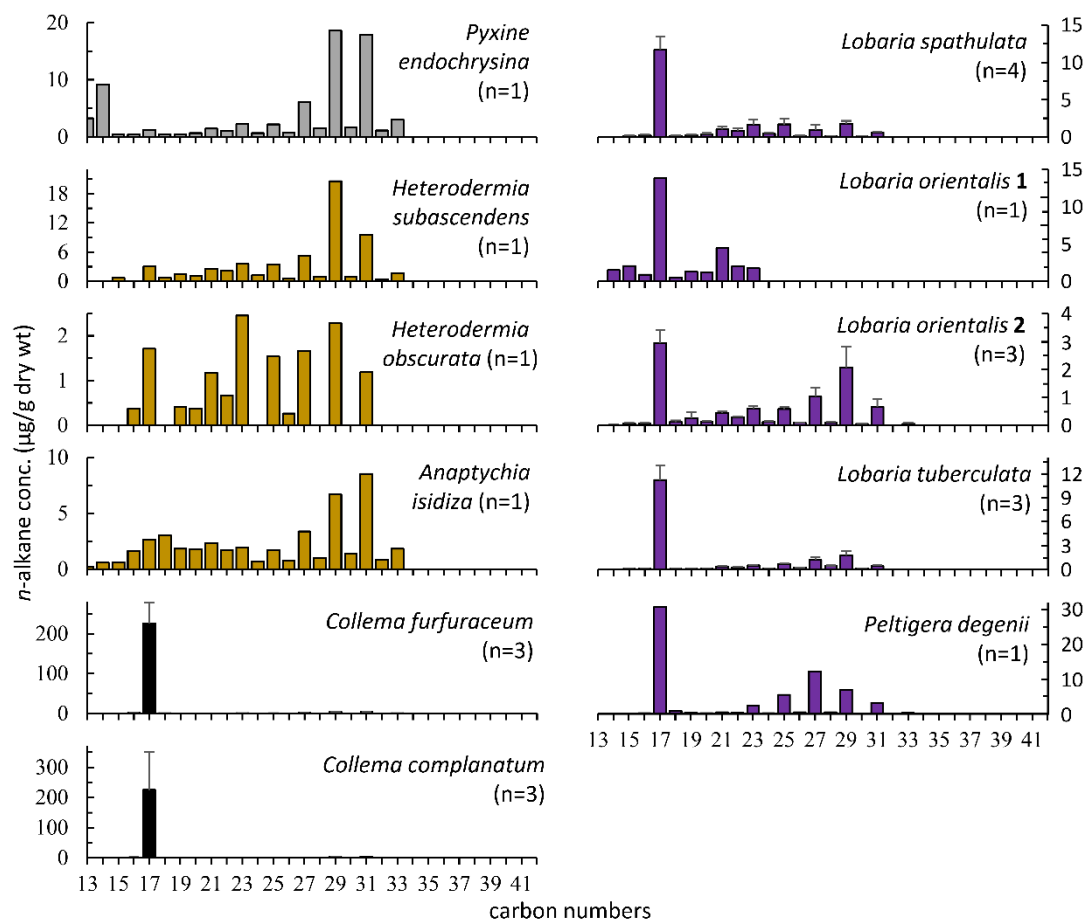 n-alkane conc. (µg/g dry wt)
20
10
0
Pyxine
endochrysina
(n=1)
18
12
6
0
Heterodermia
subascendens
(n=1)
2
1
0
Heterodermia
obscurata (n=1)
10
5
0
Anaptychia
isidiza (n=1)
200
100
0
Collema furfuraceum
(n=3)
300
200
100
0
Collema complanatum
(n=3)
13 15 17 19 21 23 25 27 29 31 33 35 37 39 41
Lobaria spathulata
(n=4)
15
10
5
0
Lobaria orientalis 1
(n=1)
15
10
5
0
Lobaria orientalis 2
(n=3)
4
3
2
1
0
Lobaria tuberculata
(n=3)
12
9
6
3
0
Peltigera degenii
(n=1)
30
20
10
0
13 15 17 19 21 23 25 27 29 31 33 35 37 39 41
carbon numbers